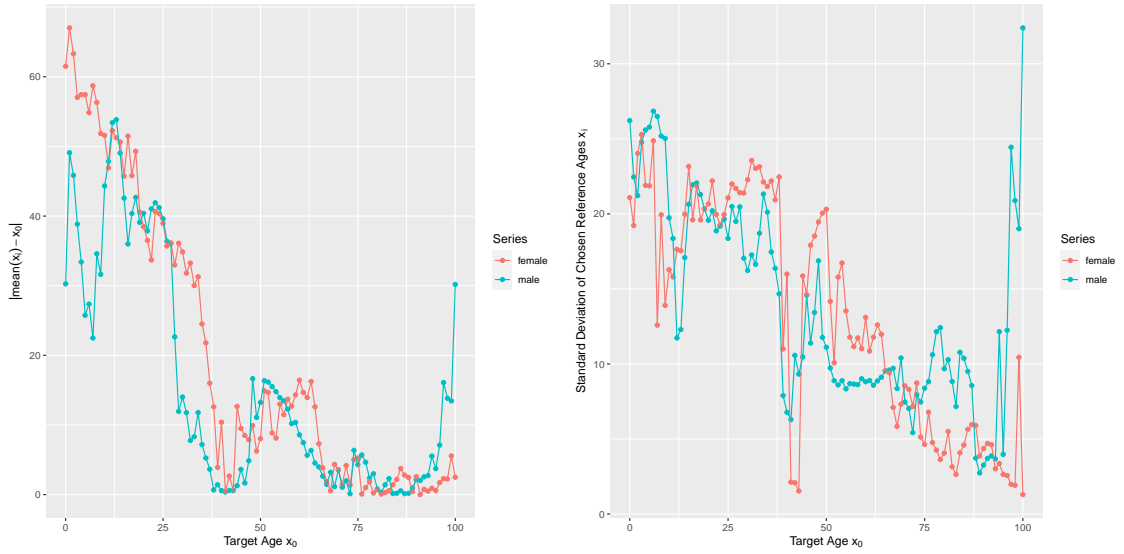 |mean(xᵢ) − x₀|
60
40
20
0
0
25
50
75
100
Target Age x₀
Series
female
male
Standard Deviation of Chosen Reference Ages xᵢ
30
20
10
0
0
25
50
75
100
Target Age x₀
Series
female
male